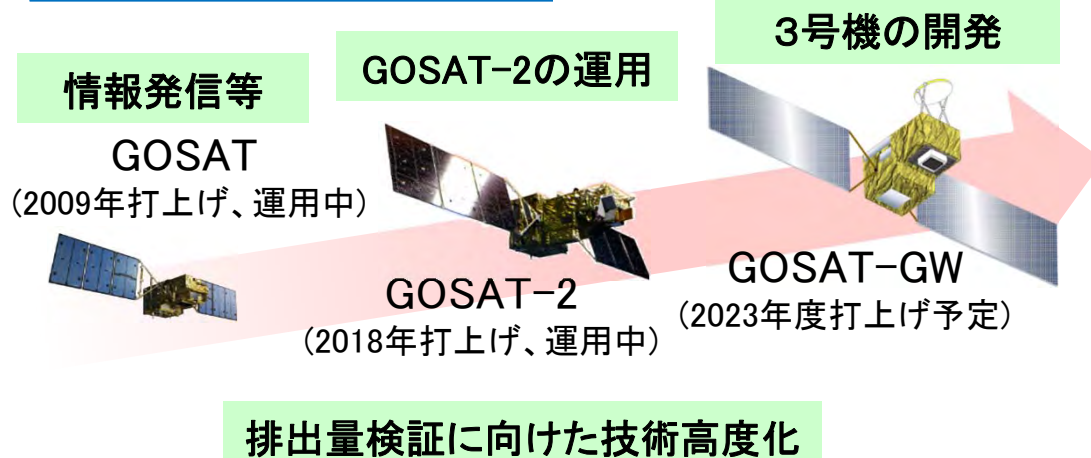 情報発信等
GOSAT
(2009年打上げ、運用中)
GOSAT-2の運用
GOSAT-2
(2018年打上げ、運用中)
3号機の開発
GOSAT-GW
(2023年度打上げ予定)
排出量検証に向けた技術高度化